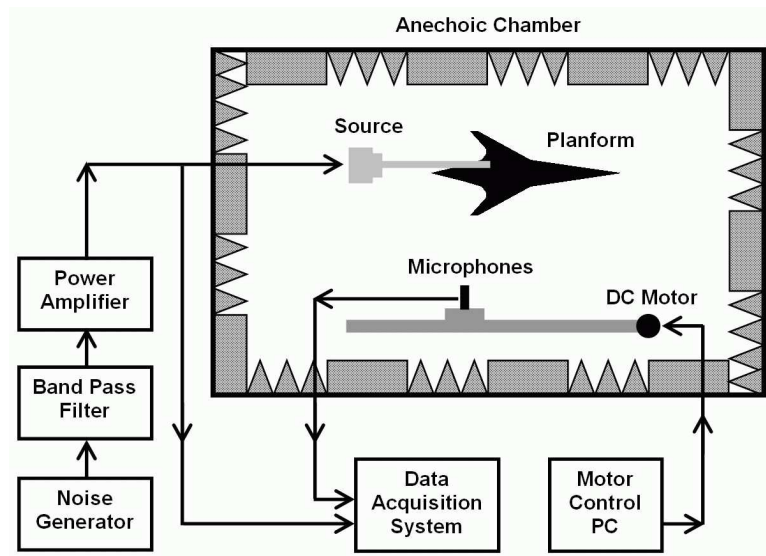 Anechoic Chamber
Source
Planform
Microphones
DC Motor
Power
Amplifier
Band Pass
Filter
Noise
Generator
Data
Acquisition
System
Motor
Control
PC